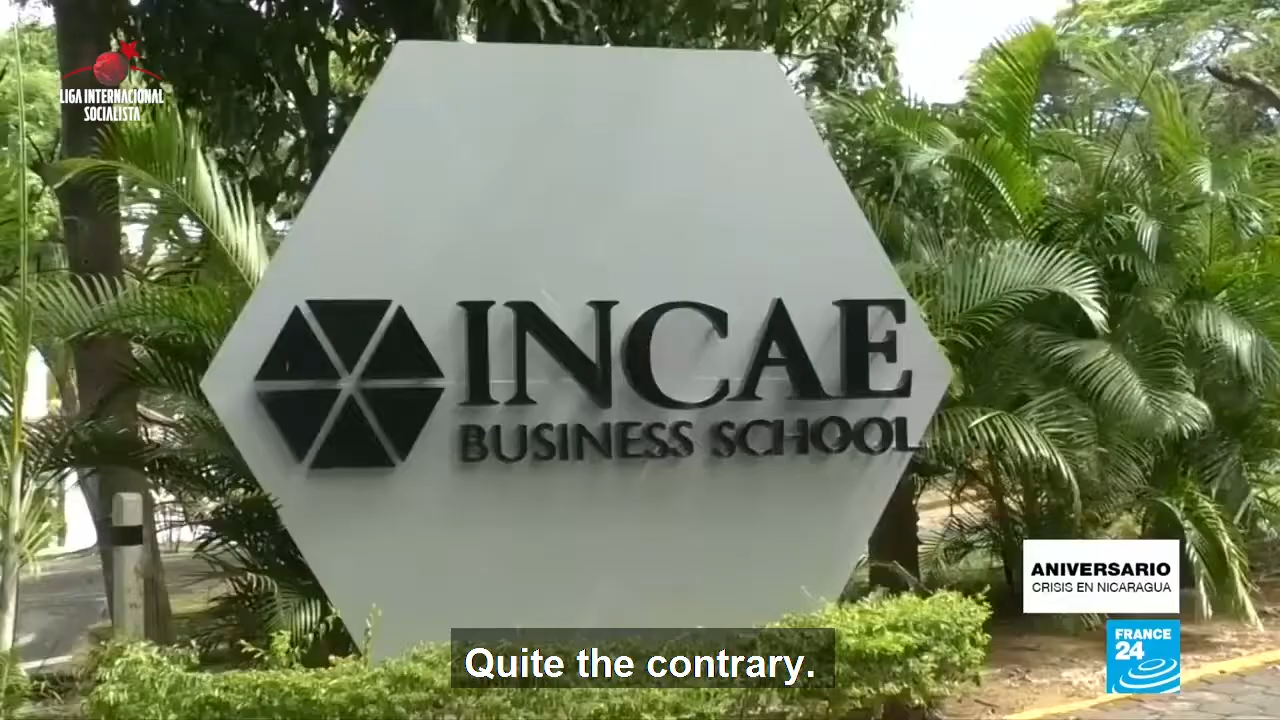 LIGA INTERNACIONAL
SOCIALISTA
INCAE
BUSINESS SCHOOL
ANIVERSARIO
CRISIS EN NICARAGUA
FRANCE
24
Quite the contrary.